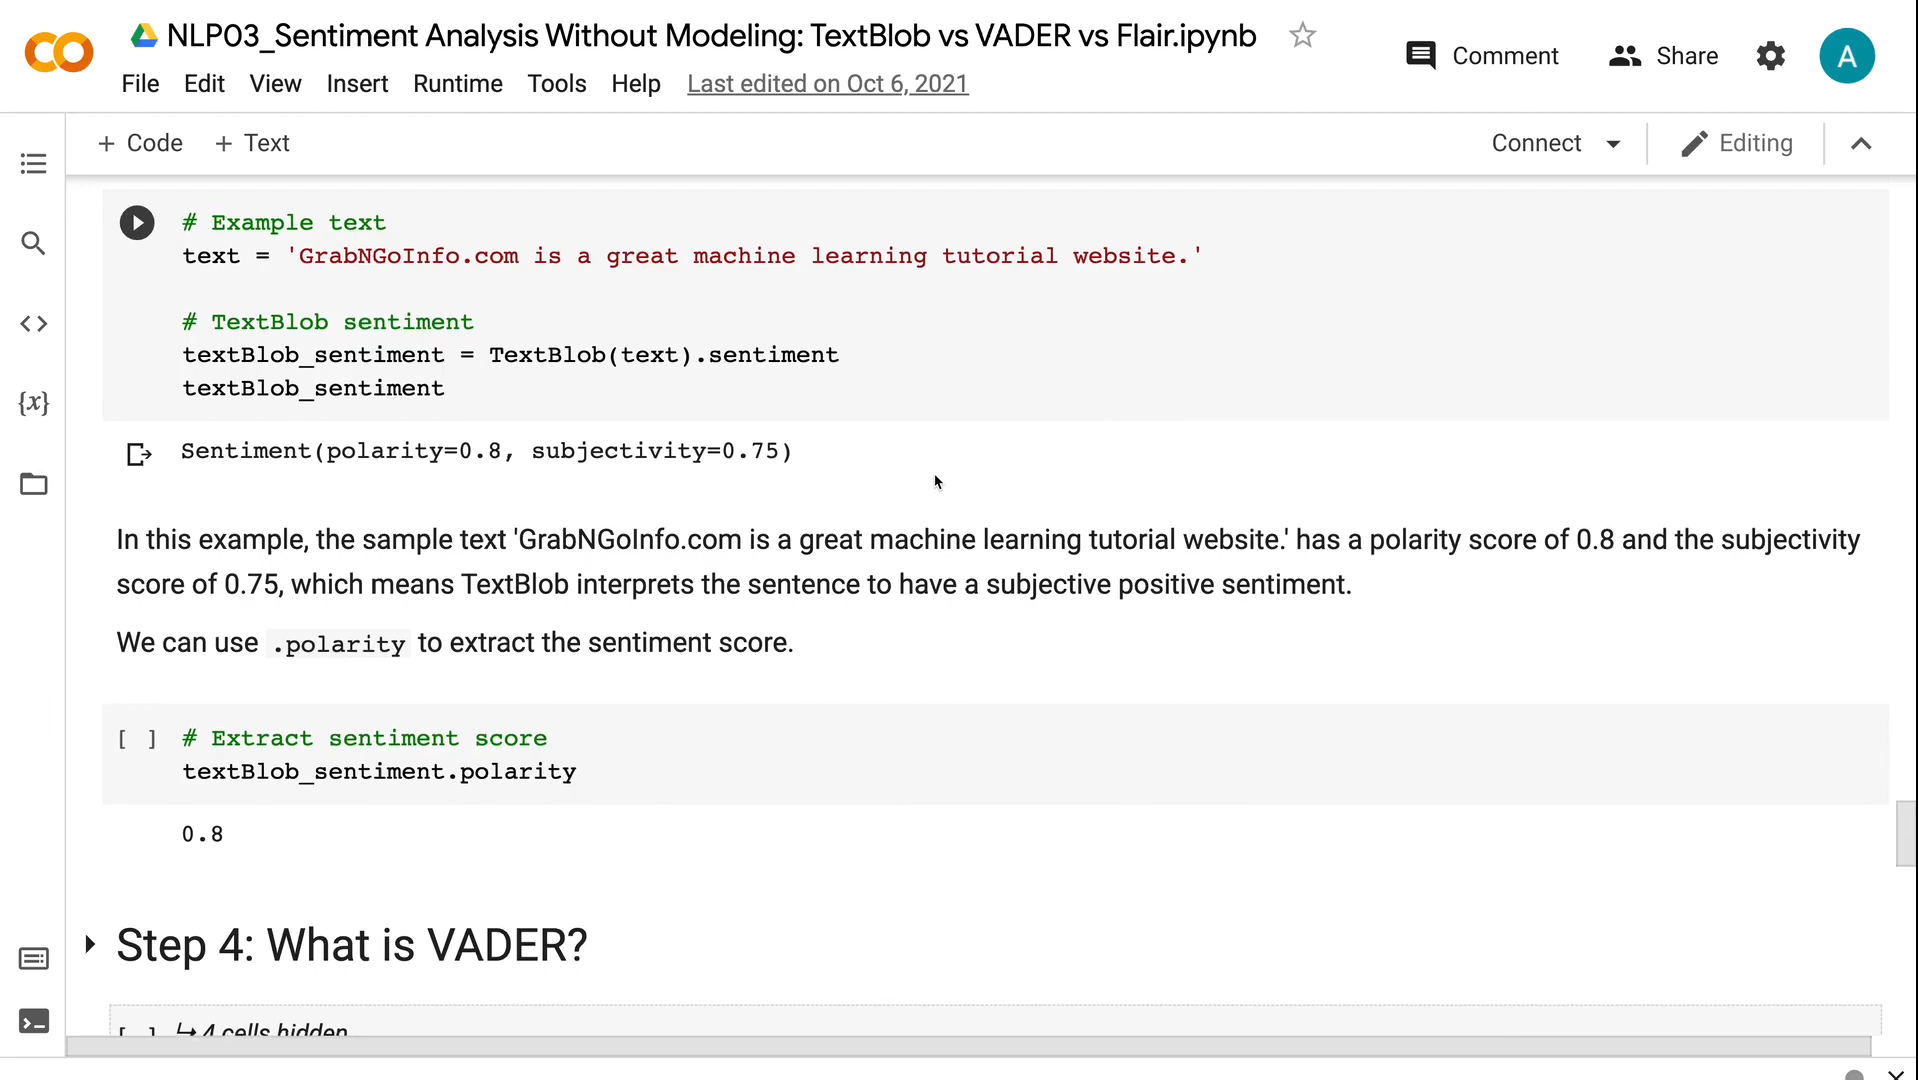 NLP03_Sentiment Analysis Without Modeling: TextBlob vs VADER vs Flair.ipynb
File Edit View Insert Runtime Tools Help Last edited on Oct 6, 2021
Comment Share A
+ Code + Text Connect Editing
# Example text
text = 'GrabNGoInfo.com is a great machine learning tutorial website.'
# TextBlob sentiment
textBlob_sentiment = TextBlob(text).sentiment
textBlob_sentiment
Sentiment(polarity=0.8, subjectivity=0.75)
In this example, the sample text 'GrabNGoInfo.com is a great machine learning tutorial website.' has a polarity score of 0.8 and the subjectivity
score of 0.75, which means TextBlob interprets the sentence to have a subjective positive sentiment.
We can use .polarity to extract the sentiment score.
[ ] # Extract sentiment score
textBlob_sentiment.polarity
0.8
Step 4: What is VADER?
[ ] ↳ 4 cells hidden